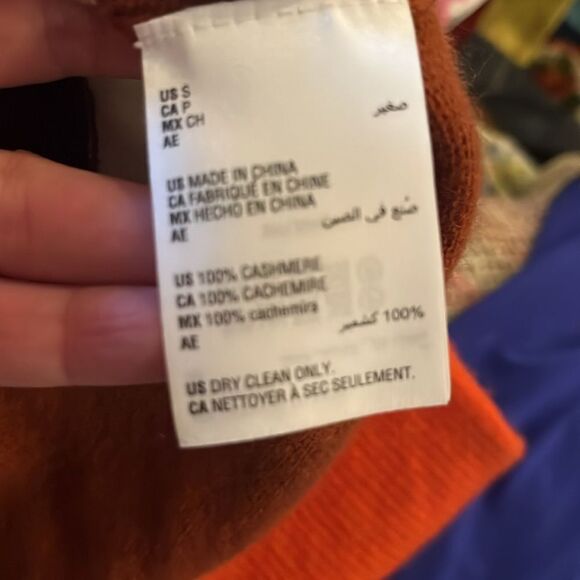 US S
CA P
MX CH
AE صغير
US MADE IN CHINA
CA FABRIQUÉ EN CHINE
MX HECHO EN CHINA
AE صُنع في الصين
US 100% CASHMERE
CA 100% CACHEMIRE
MX 100% cachemira
AE 100% كشمير
US DRY CLEAN ONLY.
CA NETTOYER À SEC SEULEMENT.